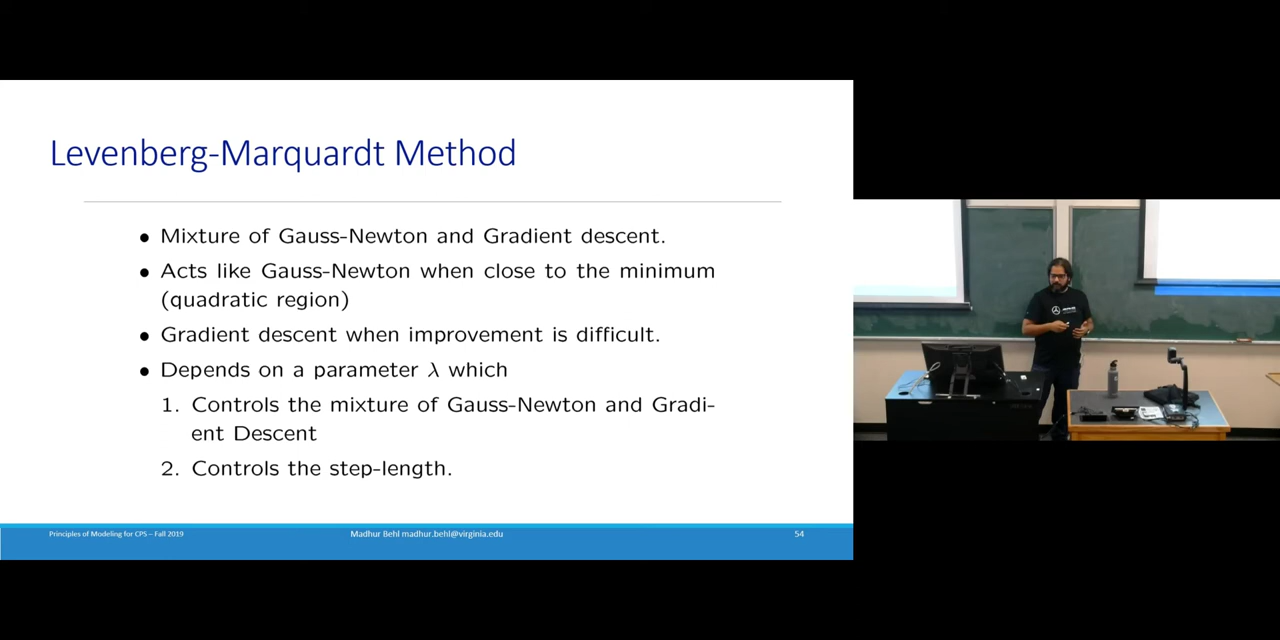 Levenberg-Marquardt Method
• Mixture of Gauss-Newton and Gradient descent.
• Acts like Gauss-Newton when close to the minimum
(quadratic region)
• Gradient descent when improvement is difficult.
• Depends on a parameter λ which
1. Controls the mixture of Gauss-Newton and Gradi-
ent Descent
2. Controls the step-length.
Principles of Modeling for CPS – Fall 2019
Madhur Behl madhur.behl@virginia.edu
54